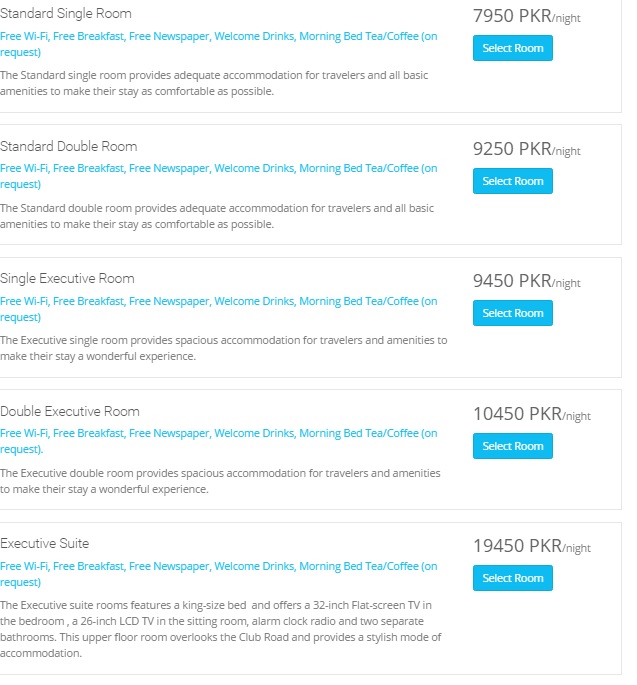 Standard Single Room
7950 PKR/night
Free Wi-Fi, Free Breakfast, Free Newspaper, Welcome Drinks, Morning Bed Tea/Coffee (on
request)
Select Room
The Standard single room provides adequate accommodation for travelers and all basic
amenities to make their stay as comfortable as possible.
Standard Double Room
9250 PKR/night
Free Wi-Fi, Free Breakfast, Free Newspaper, Welcome Drinks, Morning Bed Tea/Coffee (on
request)
Select Room
The Standard double room provides adequate accommodation for travelers and all basic
amenities to make their stay as comfortable as possible.
Single Executive Room
9450 PKR/night
Free Wi-Fi, Free Breakfast, Free Newspaper, Welcome Drinks, Morning Bed Tea/Coffee (on
request)
Select Room
The Executive single room provides spacious accommodation for travelers and amenities to
make their stay a wonderful experience.
Double Executive Room
10450 PKR/night
Free Wi-Fi, Free Breakfast, Free Newspaper, Welcome Drinks, Morning Bed Tea/Coffee (on
request).
Select Room
The Executive double room provides spacious accommodation for travelers and amenities
to make their stay a wonderful experience.
Executive Suite
19450 PKR/night
Free Wi-Fi, Free Breakfast, Free Newspaper, Welcome Drinks, Morning Bed Tea/Coffee (on
request)
Select Room
The Executive suite rooms features a king-size bed  and offers a 32-inch Flat-screen TV in
the bedroom , a 26-inch LCD TV in the sitting room, alarm clock radio and two separate
bathrooms. This upper floor room overlooks the Club Road and provides a stylish mode of
accommodation.